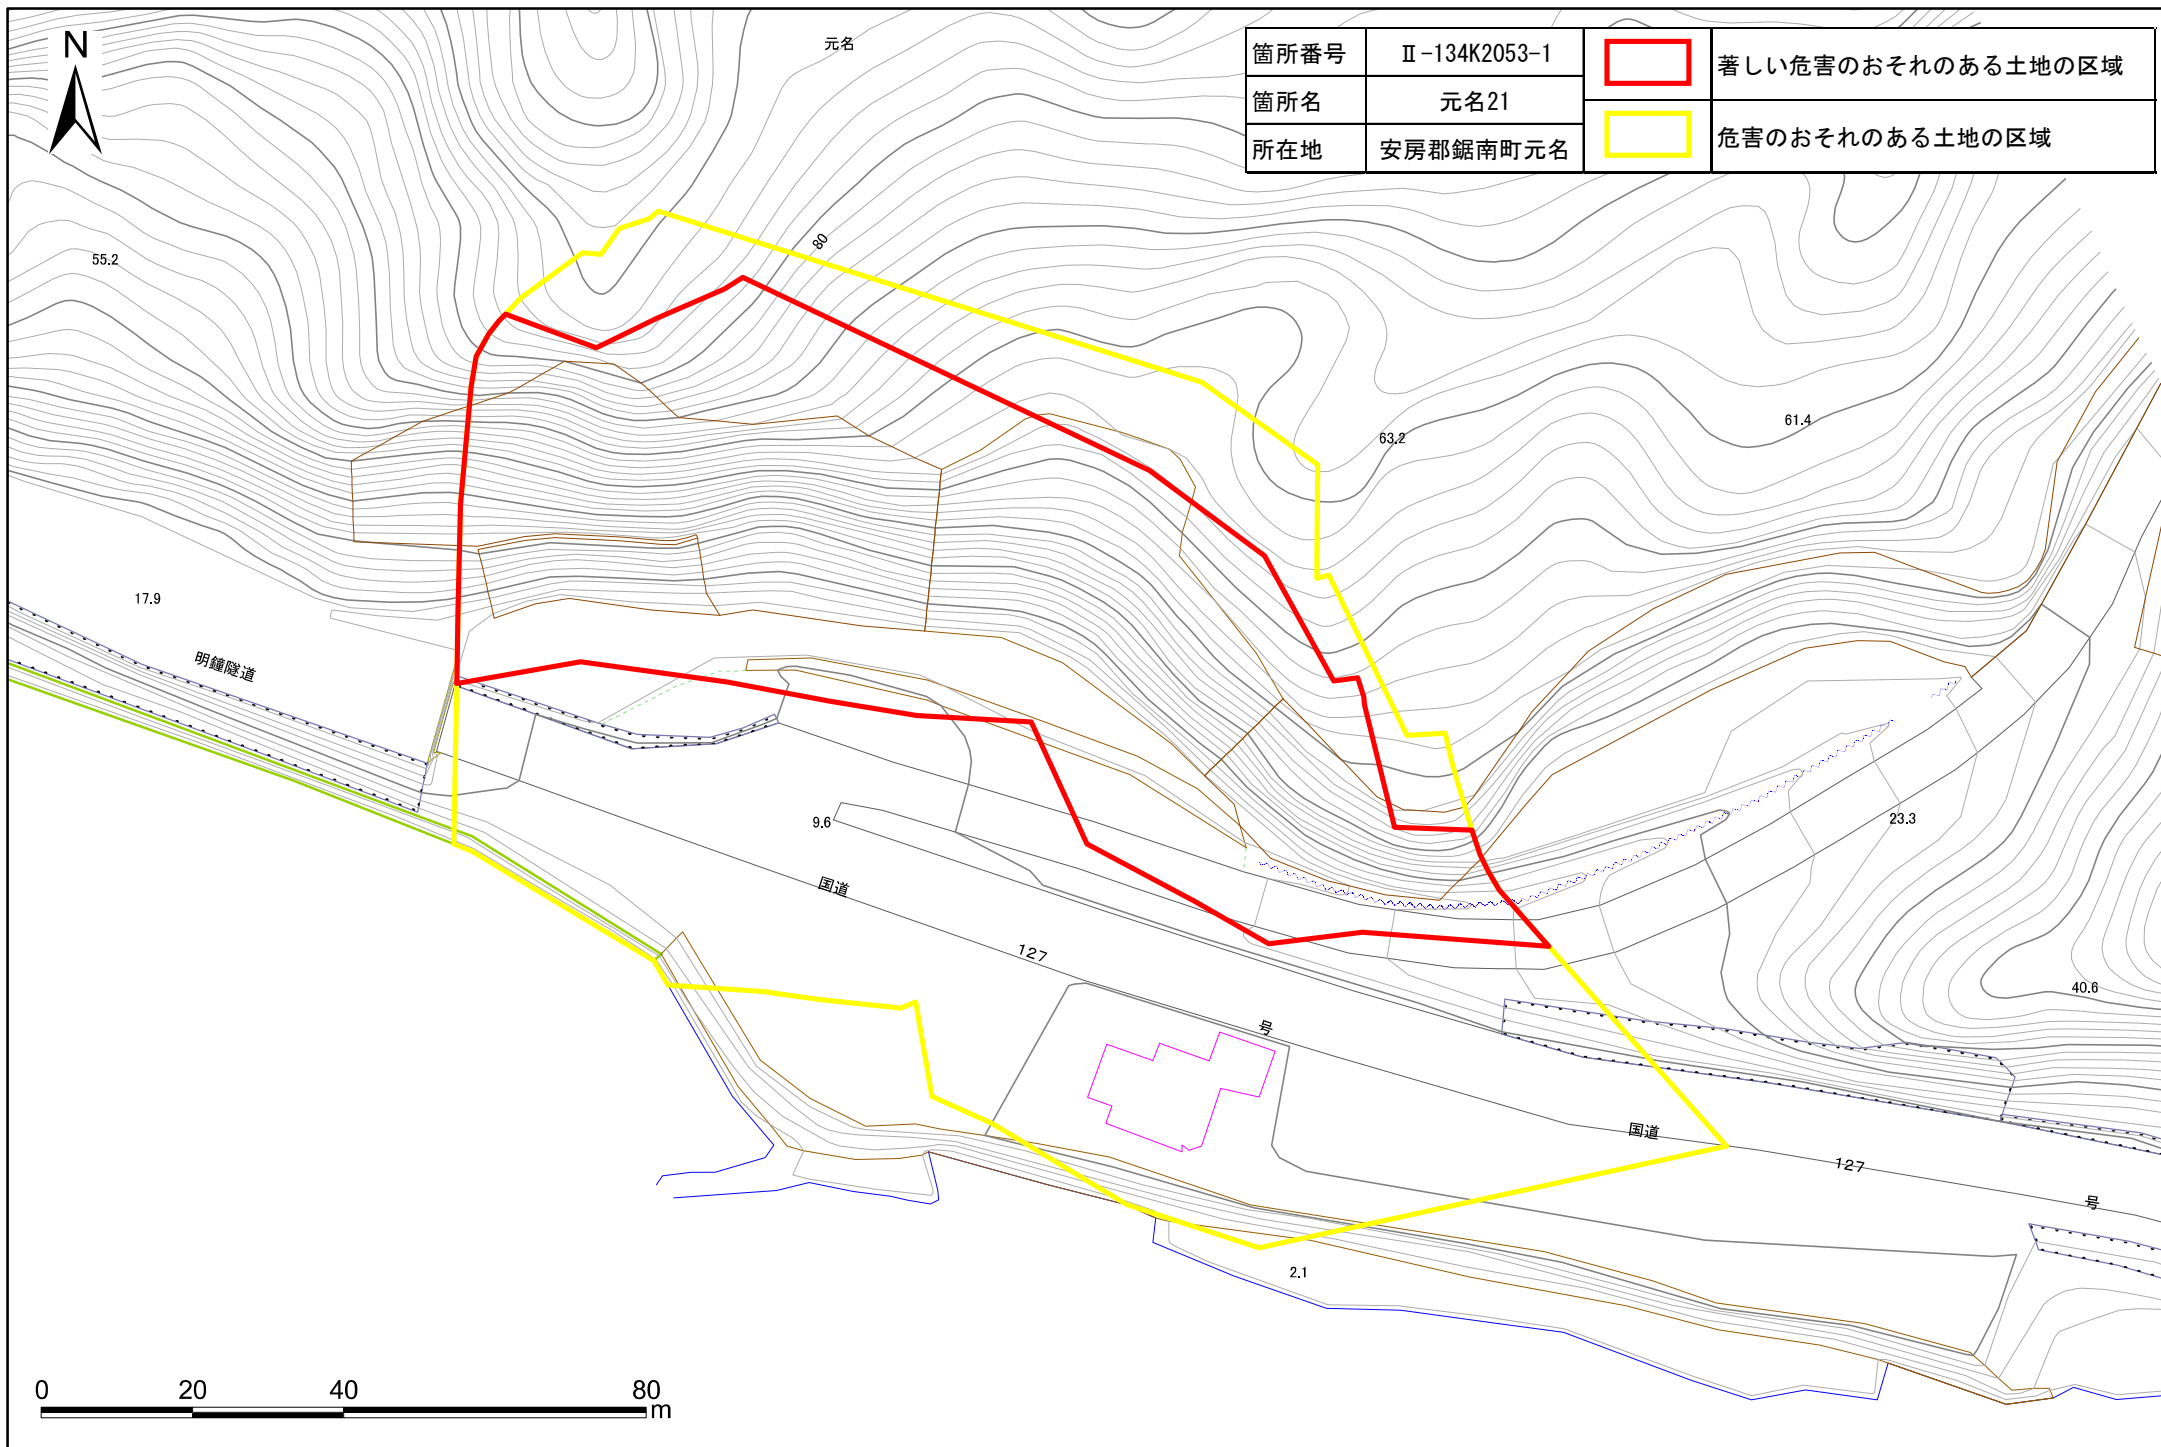 N
元名
箇所番号 Ⅱ-134K2053-1
箇所名 元名21
所在地 安房郡鋸南町元名
著しい危害のおそれのある土地の区域
危害のおそれのある土地の区域
80
55.2
63.2
61.4
17.9
明鐘隧道
9.6
国道
127
号
23.3
40.6
国道
127
号
2.1
0 20 40 80
m